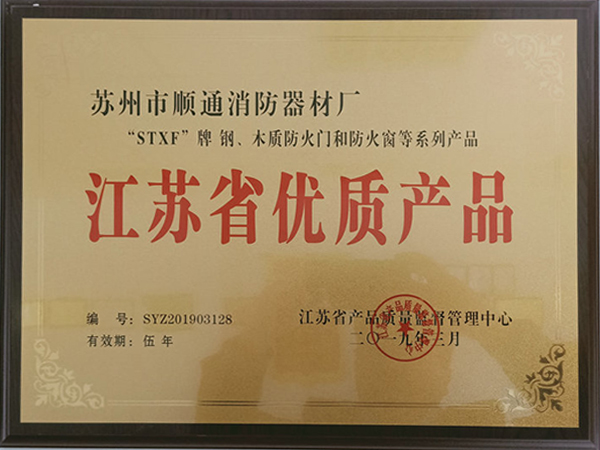 苏州市顺通消防器材厂
“STXF”牌 钢、木质防火门和防火窗等系列产品
江苏省优质产品
编 号：SYZ201903128
有效期：伍年
江苏省产品质量监督管理中心
二〇一九年三月